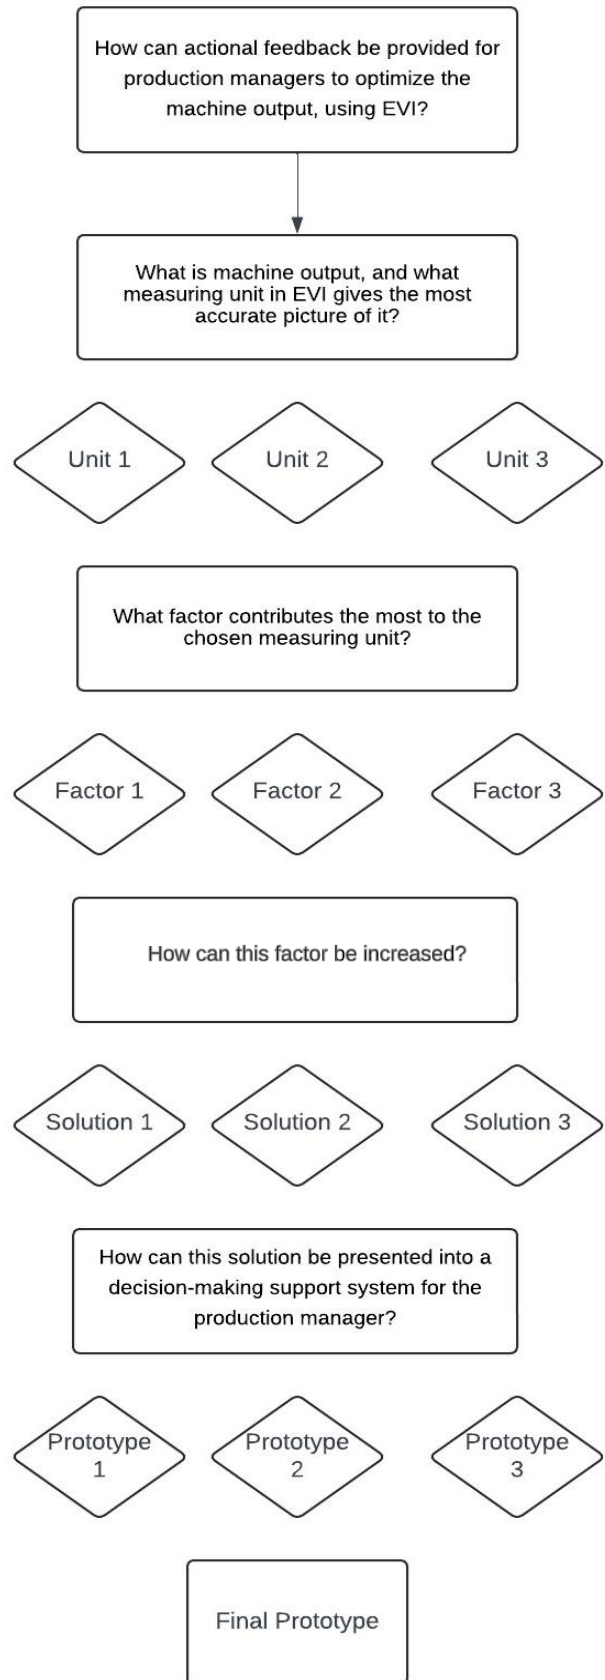 How can actional feedback be provided for
production managers to optimize the
machine output, using EVI?
What is machine output, and what
measuring unit in EVI gives the most
accurate picture of it?
Unit 1
Unit 2
Unit 3
What factor contributes the most to the
chosen measuring unit?
Factor 1
Factor 2
Factor 3
How can this factor be increased?
Solution 1
Solution 2
Solution 3
How can this solution be presented into a
decision-making support system for the
production manager?
Prototype
1
Prototype
2
Prototype
3
Final Prototype